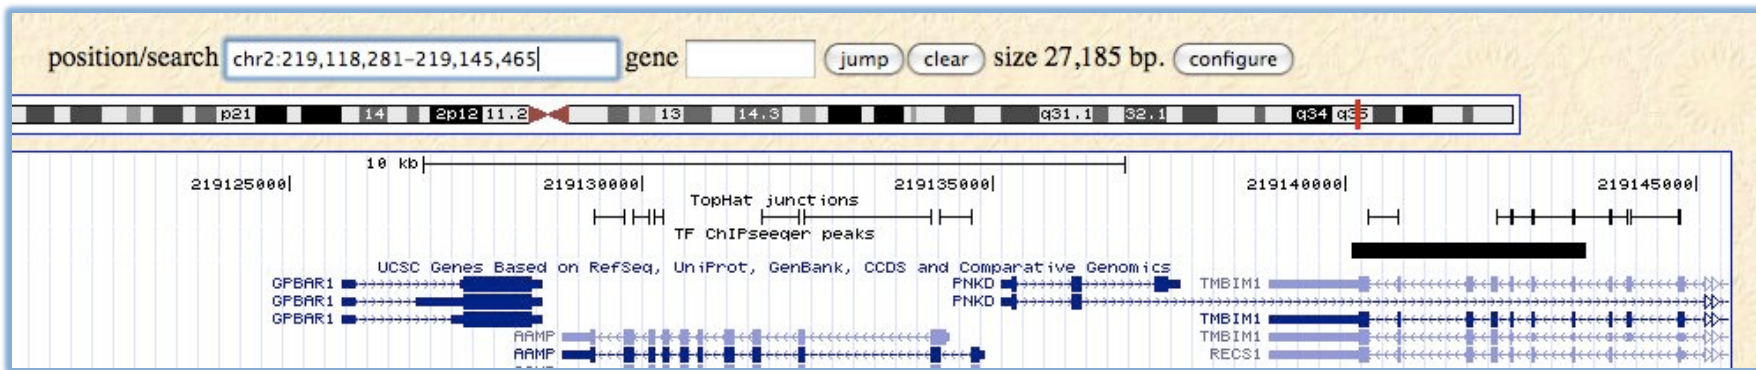 position/search chr2:219,118,281-219,145,465 gene jump clear size 27,185 bp. configure
p21 14 2p12 11.2 13 14.3 q31.1 32.1 q34 q35
10 kb
219125000 219130000 219135000 219140000 219145000
TopHat junctions
TF ChIPseeqer peaks
UCSC Genes Based on RefSeq, UniProt, GenBank, CCDS and Comparative Genomics
GPBAR1 PNKD TMBIM1
GPBAR1 PNKD
GPBAR1 TMBIM1
AAMP TMBIM1
AAMP RECS1